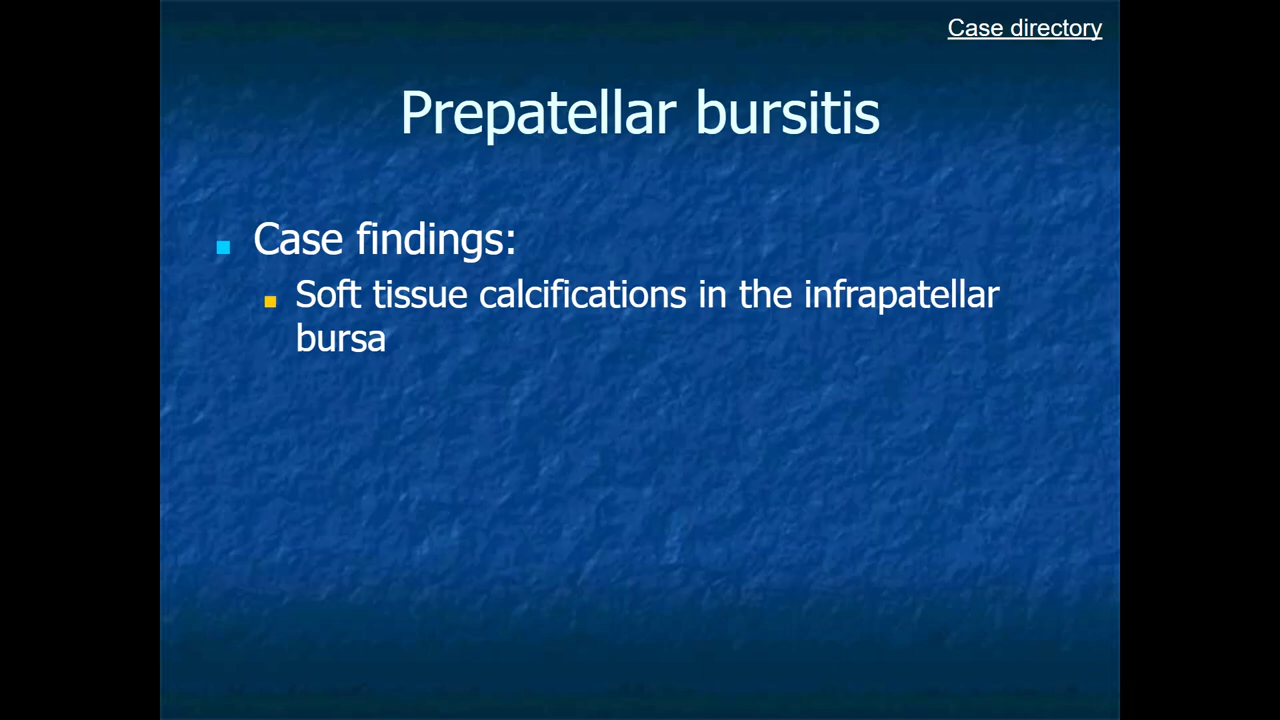 Case directory
Prepatellar bursitis
Case findings:
Soft tissue calcifications in the infrapatellar
bursa